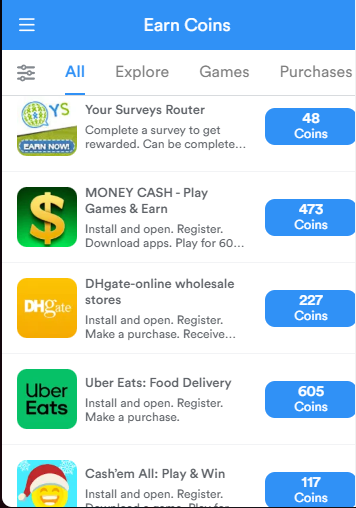 Earn Coins
All Explore Games Purchases
YS
EARN NOW!
Your Surveys Router
Complete a survey to get
rewarded. Can be complete...
48
Coins
$
MONEY CASH - Play
Games & Earn
Install and open. Register.
Download apps. Play for 60...
473
Coins
DHgate
DHgate-online wholesale
stores
Install and open. Register.
Make a purchase. Receive...
227
Coins
Uber
Eats
Uber Eats: Food Delivery
Install and open. Register.
Make a purchase.
605
Coins
Cash'em All: Play & Win
Install and open. Register.
Download a game. Play for
117
Coins